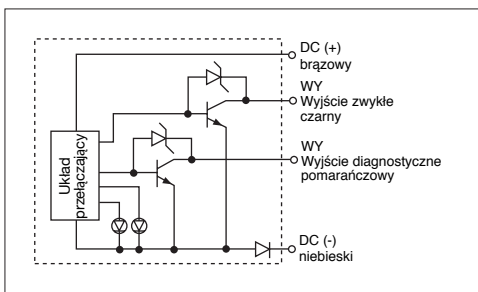 DC (+)
brązowy
WY
Wyjście zwykłe
czarny
WY
Wyjście diagnostyczne
pomarańczowy
Układ
przełączający
DC (-)
niebieski